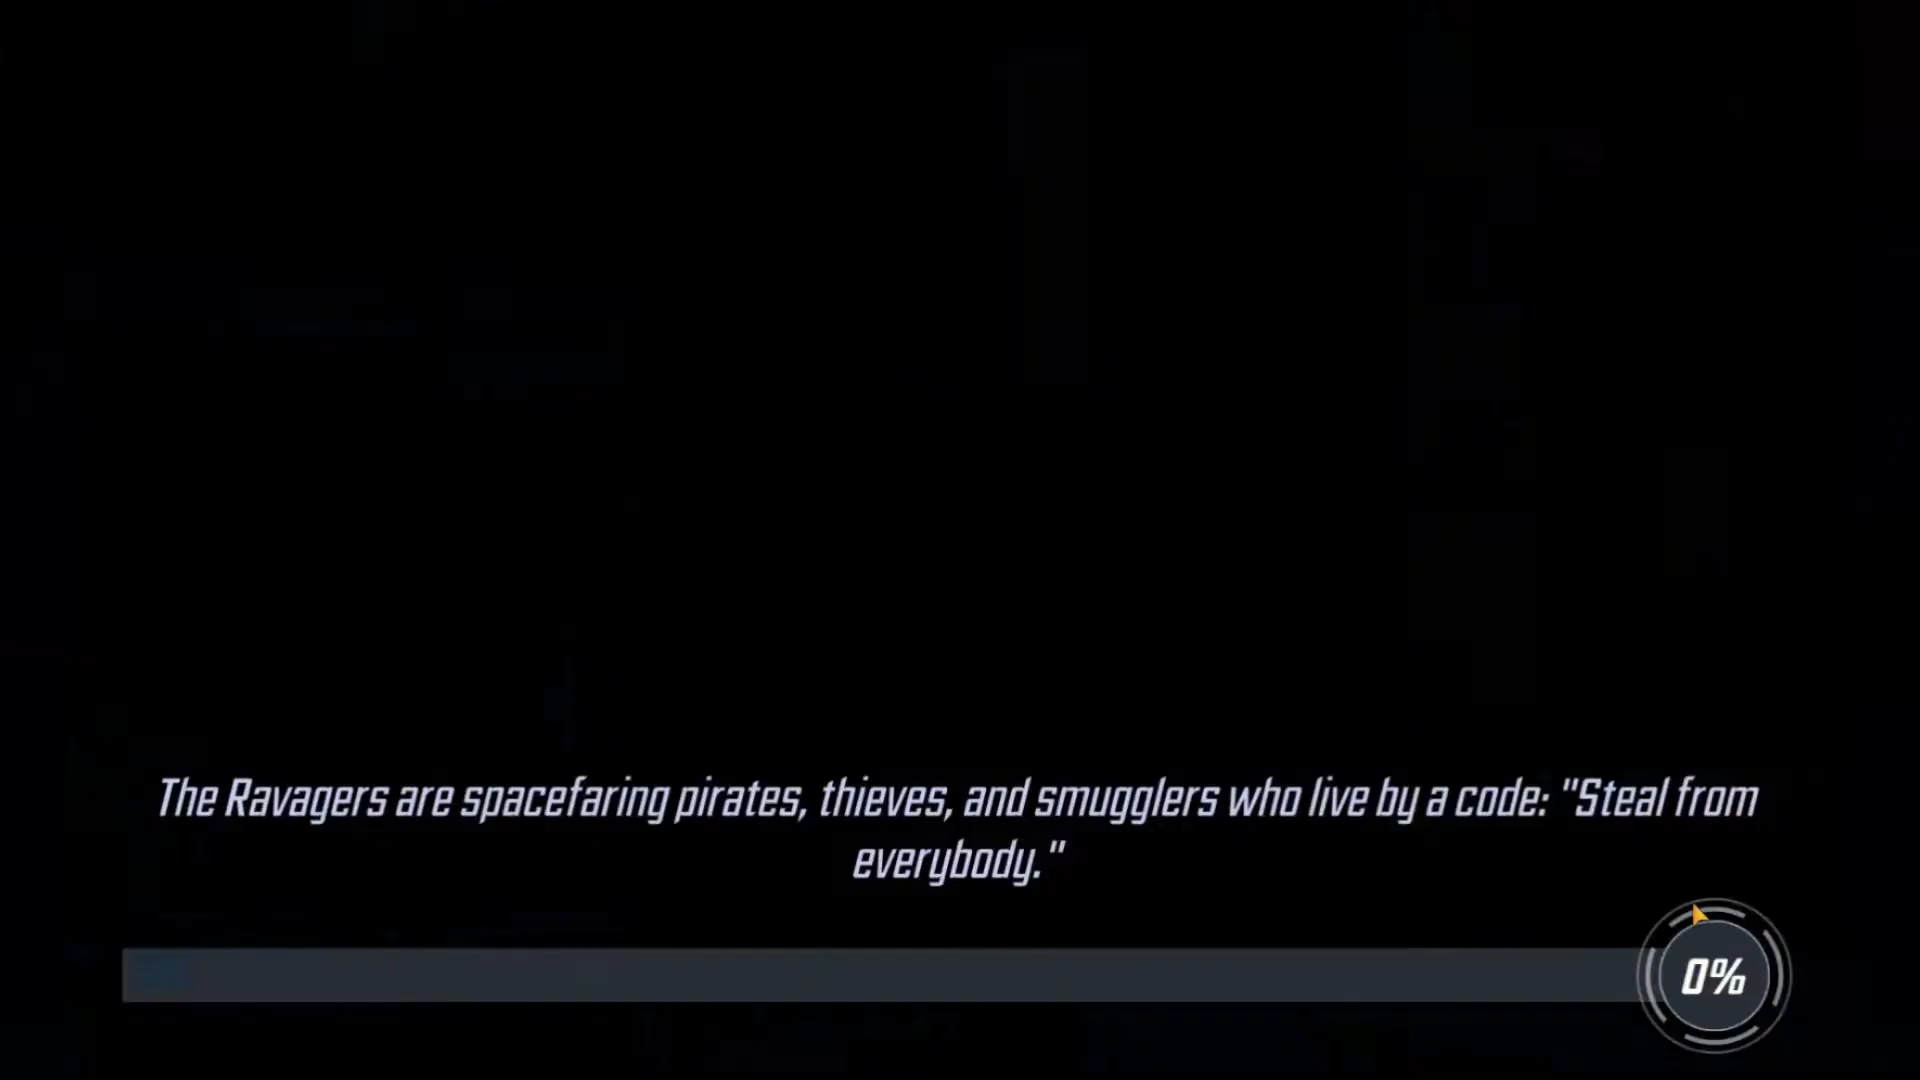 The Ravagers are spacefaring pirates, thieves, and smugglers who live by a code: "Steal from
everybody."
0%